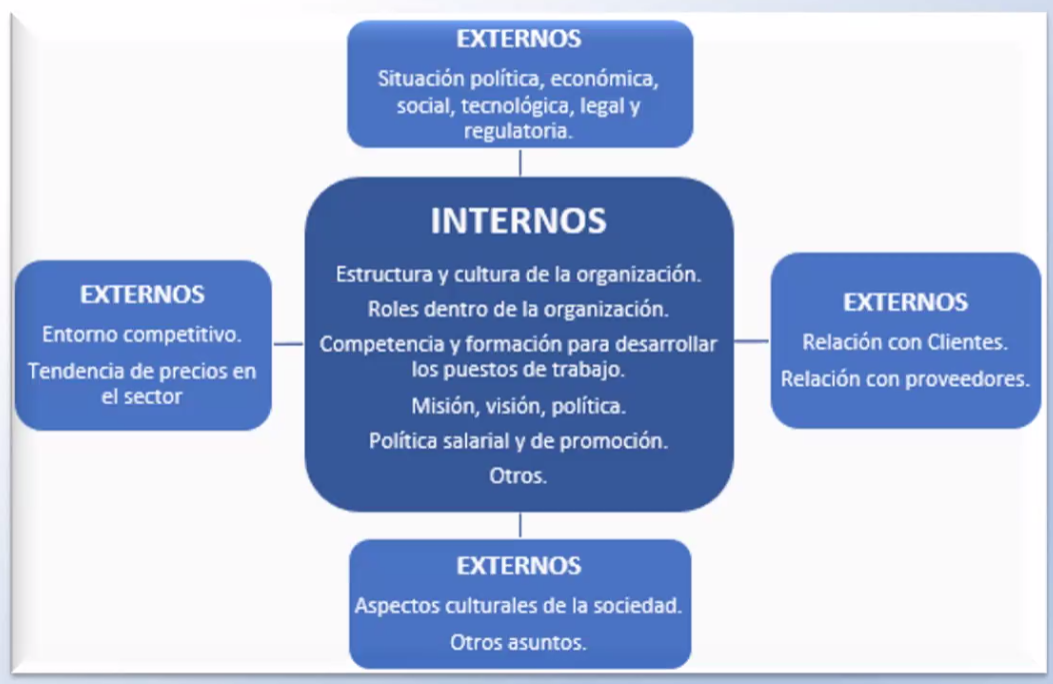 EXTERNOS
Situación política, económica,
social, tecnológica, legal y
regulatoria.
INTERNOS
Estructura y cultura de la organización.
Roles dentro de la organización.
Competencia y formación para desarrollar
los puestos de trabajo.
Misión, visión, política.
Política salarial y de promoción.
Otros.
EXTERNOS
Entorno competitivo.
Tendencia de precios en
el sector
EXTERNOS
Relación con Clientes.
Relación con proveedores.
EXTERNOS
Aspectos culturales de la sociedad.
Otros asuntos.